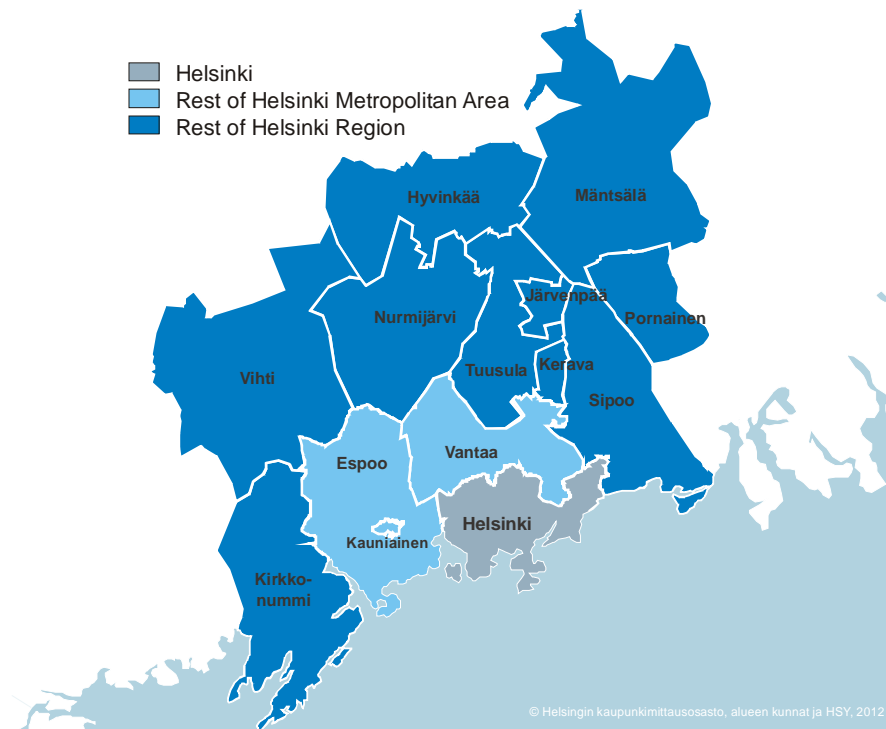 Helsinki
Rest of Helsinki Metropolitan Area
Rest of Helsinki Region
Hyvinkää
Mäntsälä
Järvenpää
Nurmijärvi
Pornainen
Vihti
Tuusula
Kerava
Sipoo
Espoo
Vantaa
Helsinki
Kauniainen
Kirkko-
nummi
© Helsingin kaupunkimittausosasto, alueen kunnat ja HSY, 2012